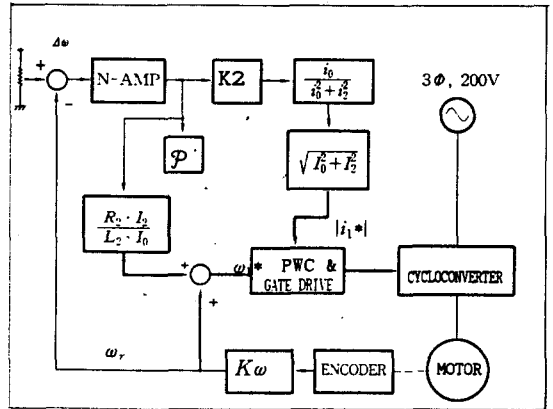 Δω
+
-
N-AMP
K2
i₀
i₀² + i₂²
3Φ, 200V
𝒫
√I₀² + I₂²
R₂ · I₂
L₂ · I₀
|i₁*|
+
+
ω₁* PWC &
GATE DRIVE
CYCLOCONVERTER
ωᵣ
Kω
ENCODER
MOTOR